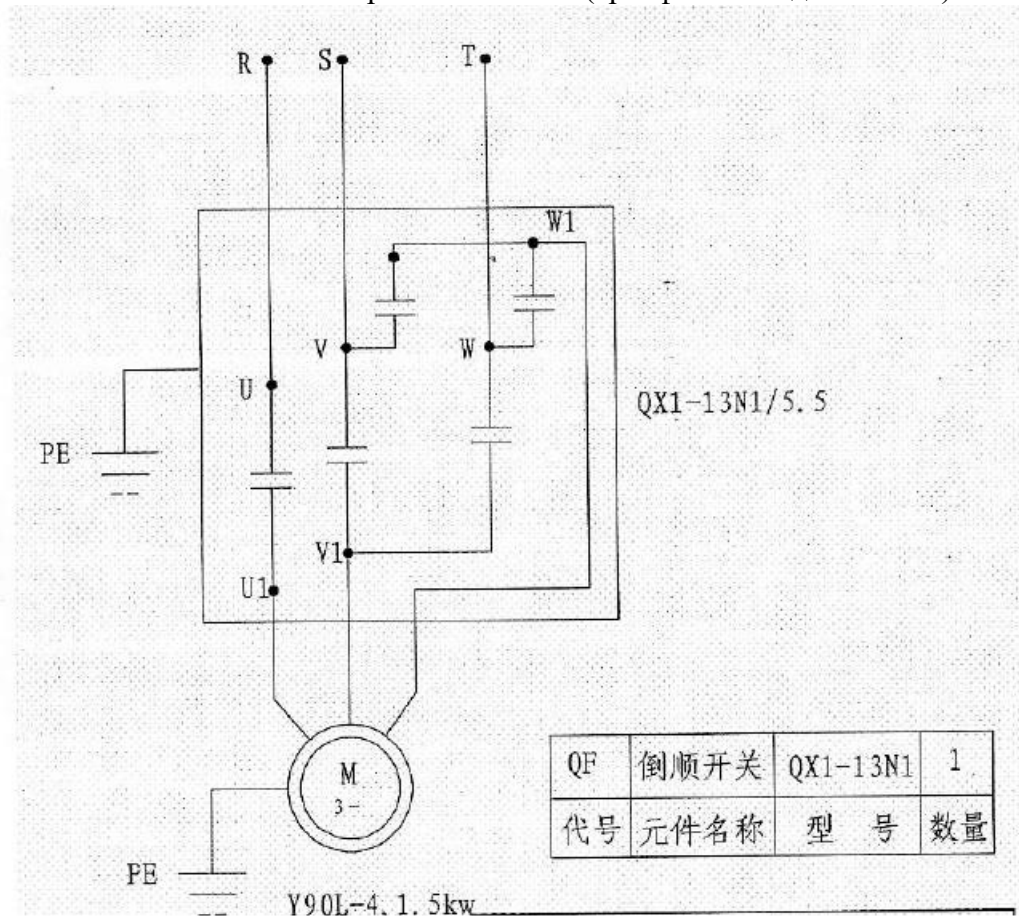 R S T
W1
V W
U
QX1-13N1/5.5
PE
V1
U1
M
3-
QF 倒顺开关 QX1-13N1 1
代号 元件名称 型 号 数量
PE
Y90L-4, 1.5kw